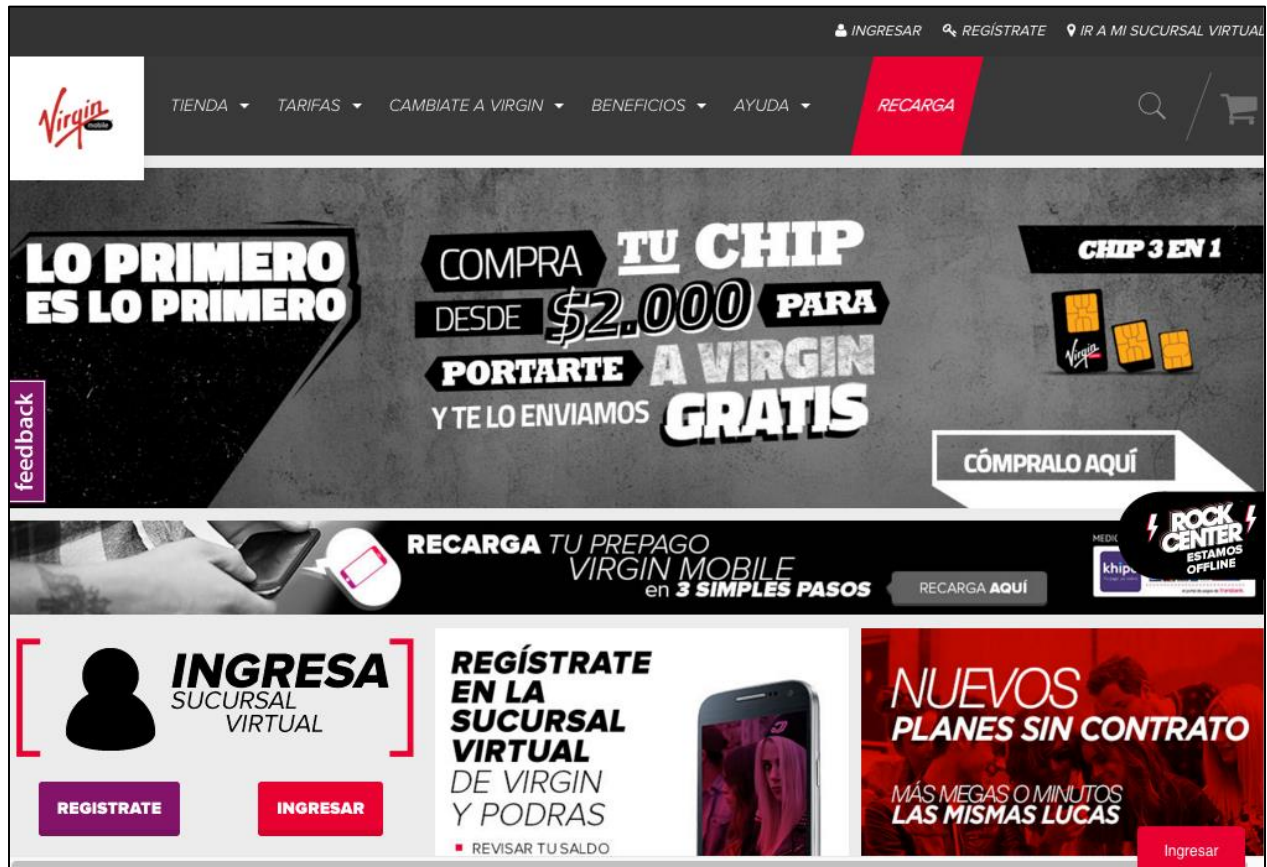 INGRESAR REGÍSTRATE IR A MI SUCURSAL VIRTUAL
Virgin
mobile
TIENDA TARIFAS CAMBIATE A VIRGIN BENEFICIOS AYUDA RECARGA
LO PRIMERO
ES LO PRIMERO
COMPRA TU CHIP
DESDE $2.000 PARA
PORTARTE A VIRGIN
Y TE LO ENVIAMOS GRATIS
CHIP 3 EN 1
Virgin
CÓMPRALO AQUÍ
feedback
RECARGA TU PREPAGO
VIRGIN MOBILE
en 3 SIMPLES PASOS
RECARGA AQUÍ
ROCK
CENTER
ESTAMOS
OFFLINE
INGRESA
SUCURSAL
VIRTUAL
REGISTRATE
INGRESAR
REGÍSTRATE
EN LA
SUCURSAL
VIRTUAL
DE VIRGIN
Y PODRAS
REVISAR TU SALDO
NUEVOS
PLANES SIN CONTRATO
MÁS MEGAS O MINUTOS
LAS MISMAS LUCAS
Ingresar